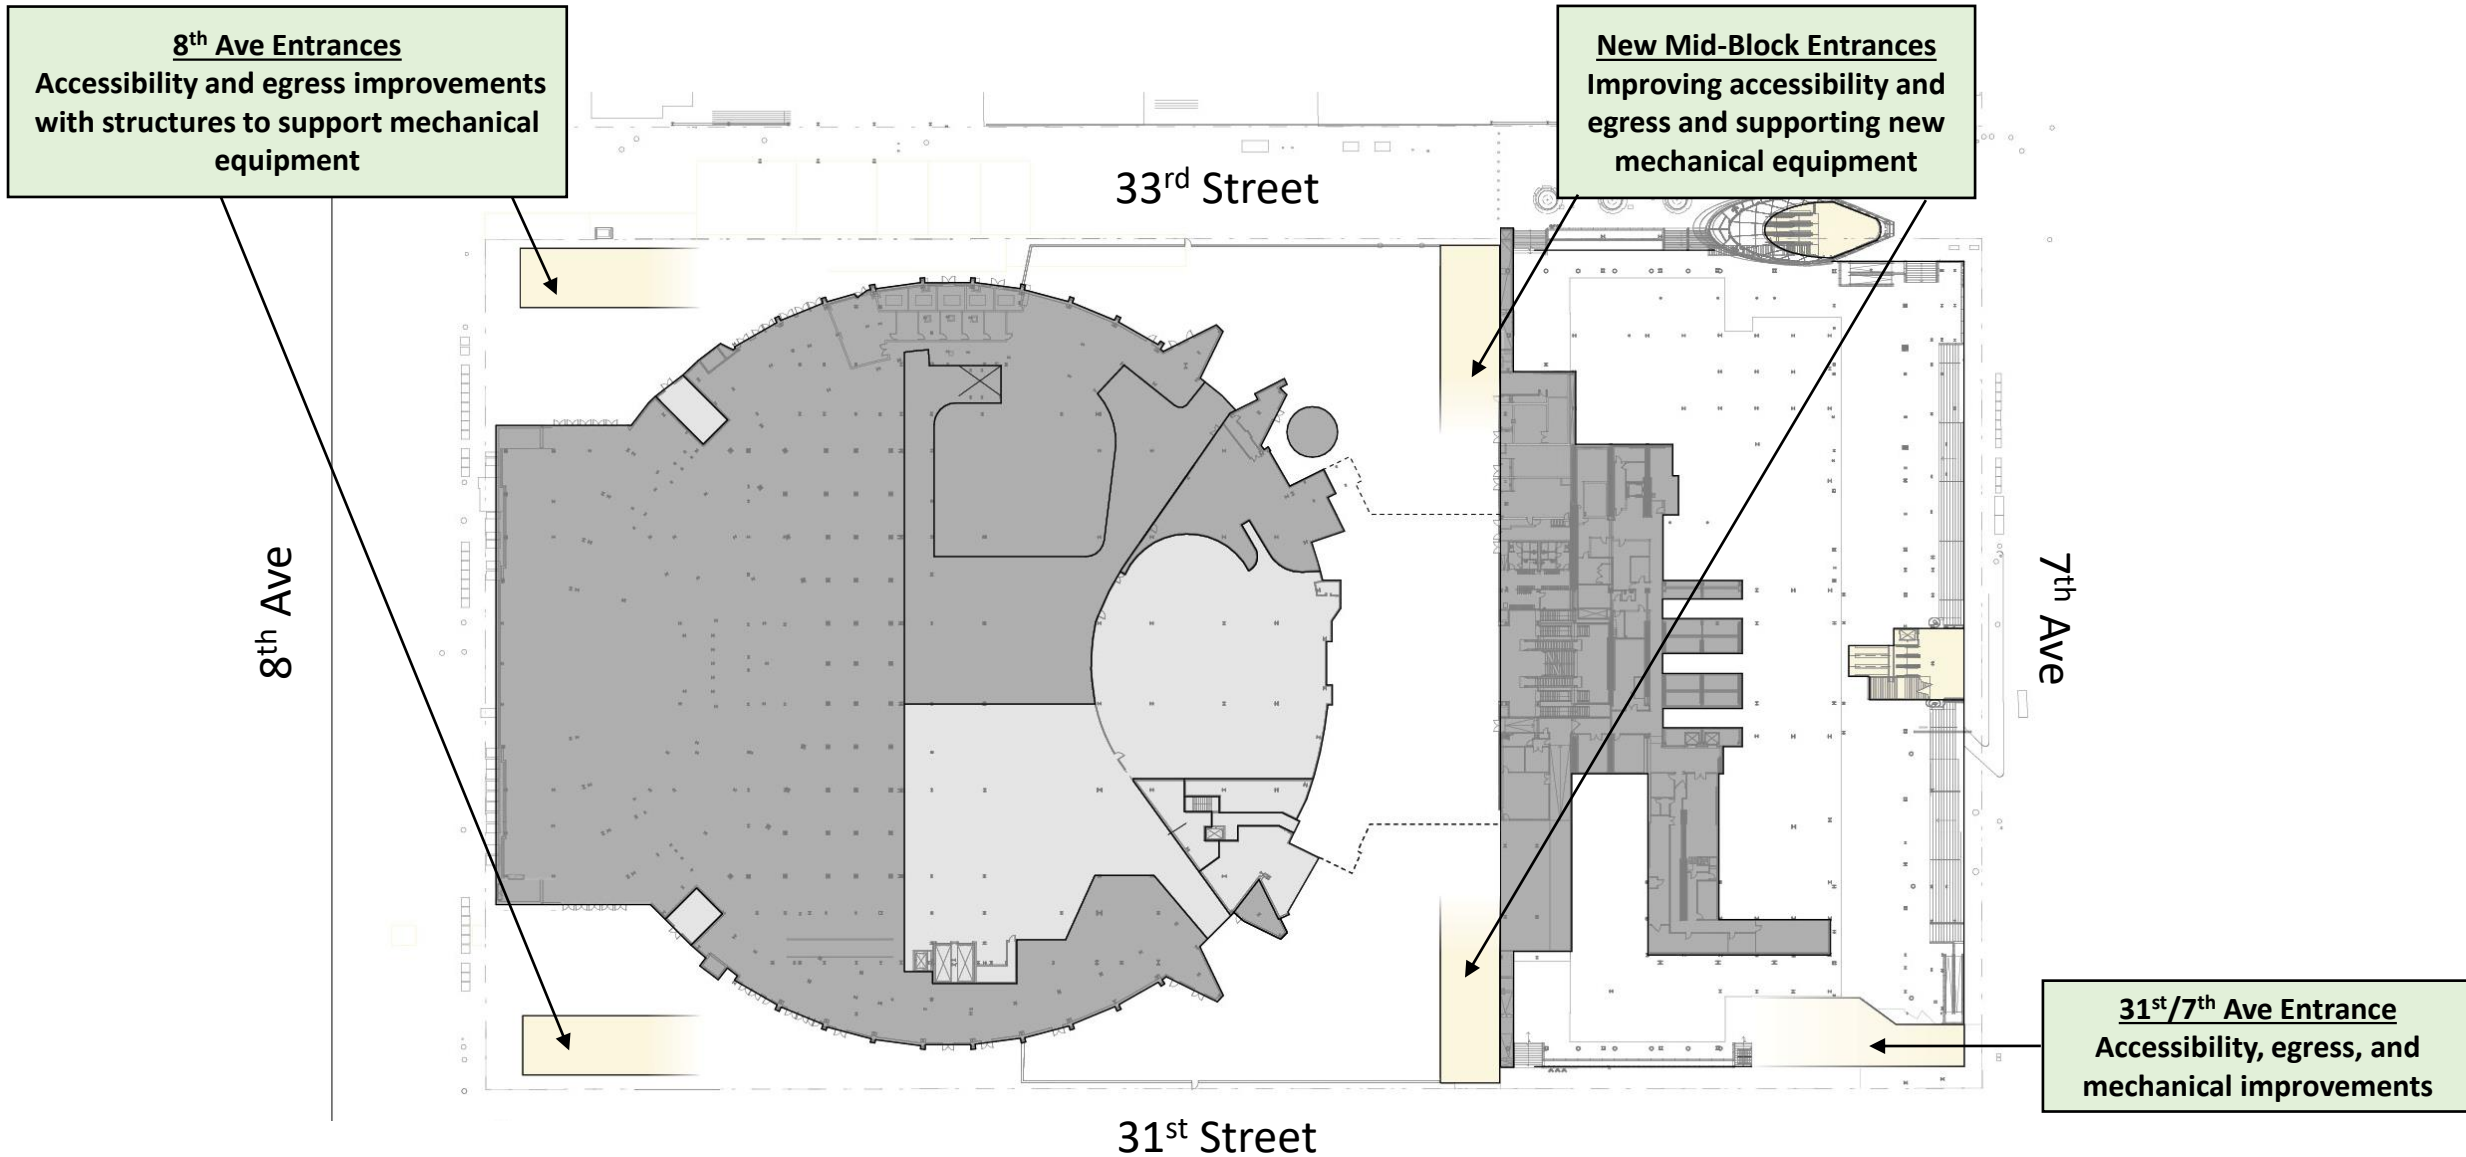 8th Ave Entrances
Accessibility and egress improvements
with structures to support mechanical
equipment
New Mid-Block Entrances
Improving accessibility and
egress and supporting new
mechanical equipment
33rd Street
8th Ave
7th Ave
31st/7th Ave Entrance
Accessibility, egress, and
mechanical improvements
31st Street